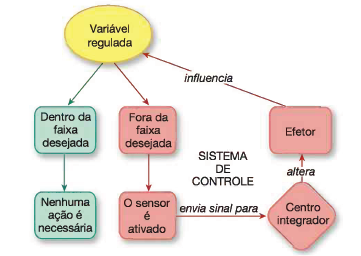 Variável
regulada
influencia
Dentro da
faixa
desejada
Fora da
faixa
desejada
Efetor
SISTEMA
DE
CONTROLE
altera
Nenhuma
ação é
necessária
O sensor
é
ativado
envia sinal para
Centro
integrador